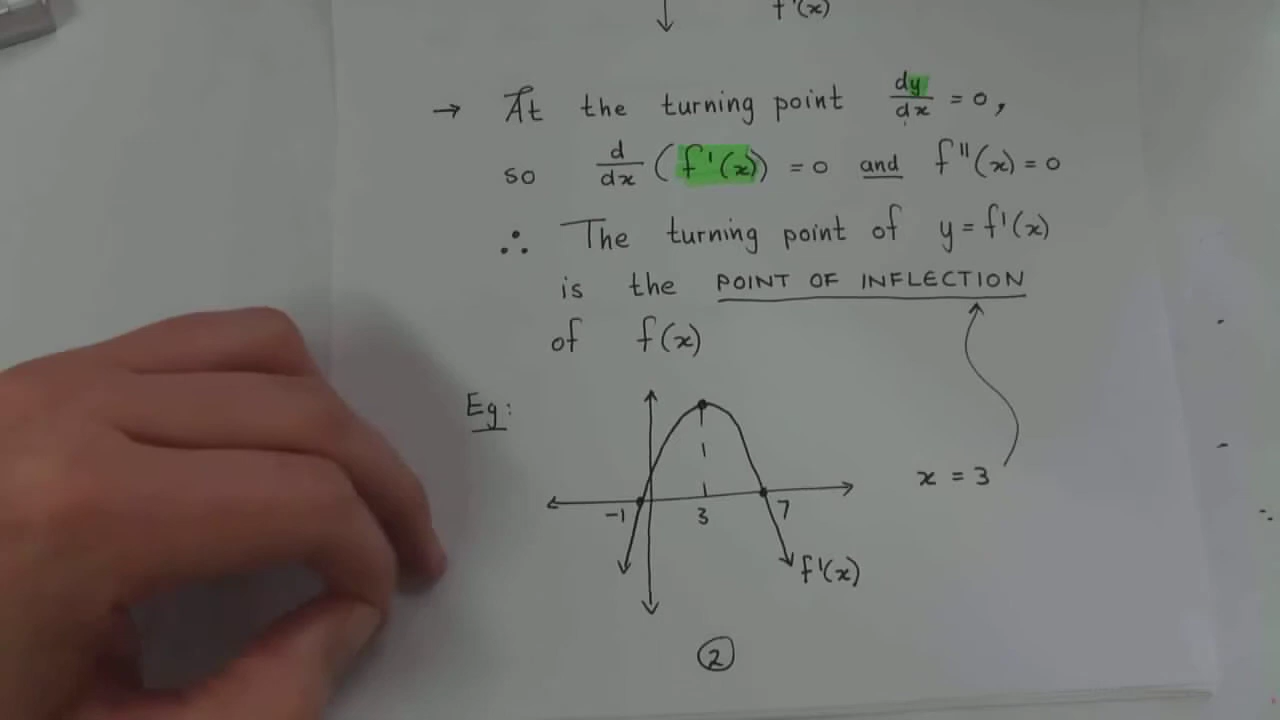 f'(x)
→ At the turning point dy/dx = 0,
so d/dx (f'(x)) = 0 and f''(x) = 0
∴ The turning point of y = f'(x)
is the POINT OF INFLECTION
of f(x)
Eg:
x = 3
-1 3 7
f'(x)
2